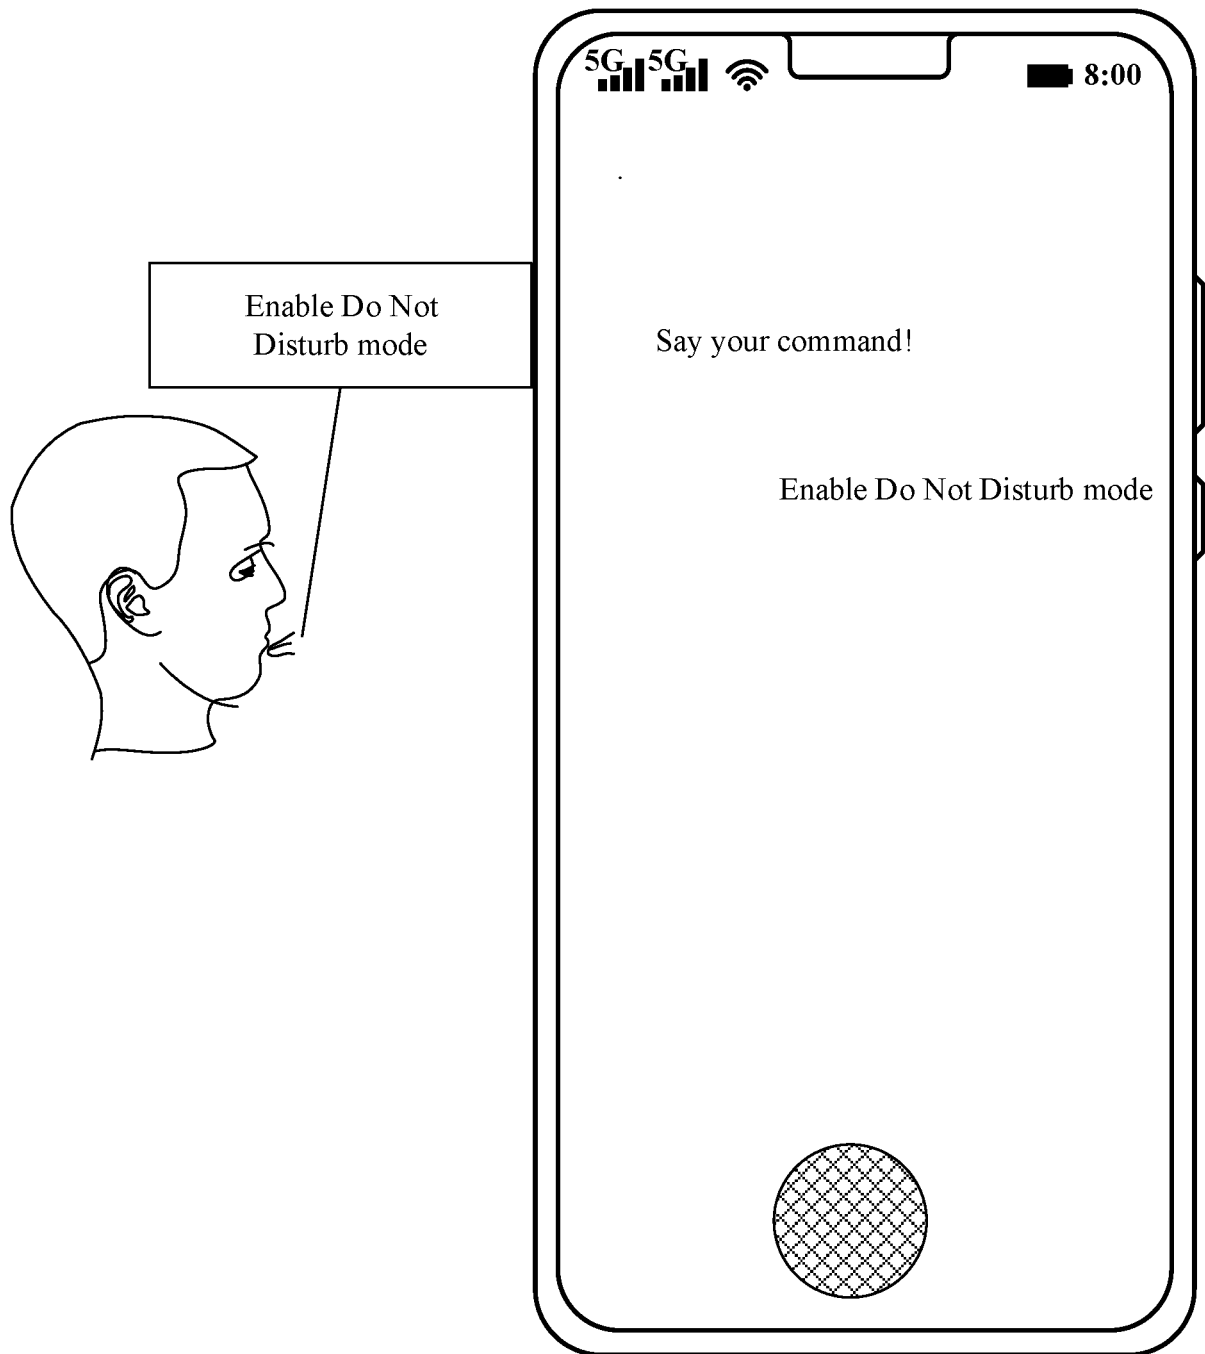 5G 5G 8:00
Enable Do Not
Disturb mode
Say your command!
Enable Do Not Disturb mode